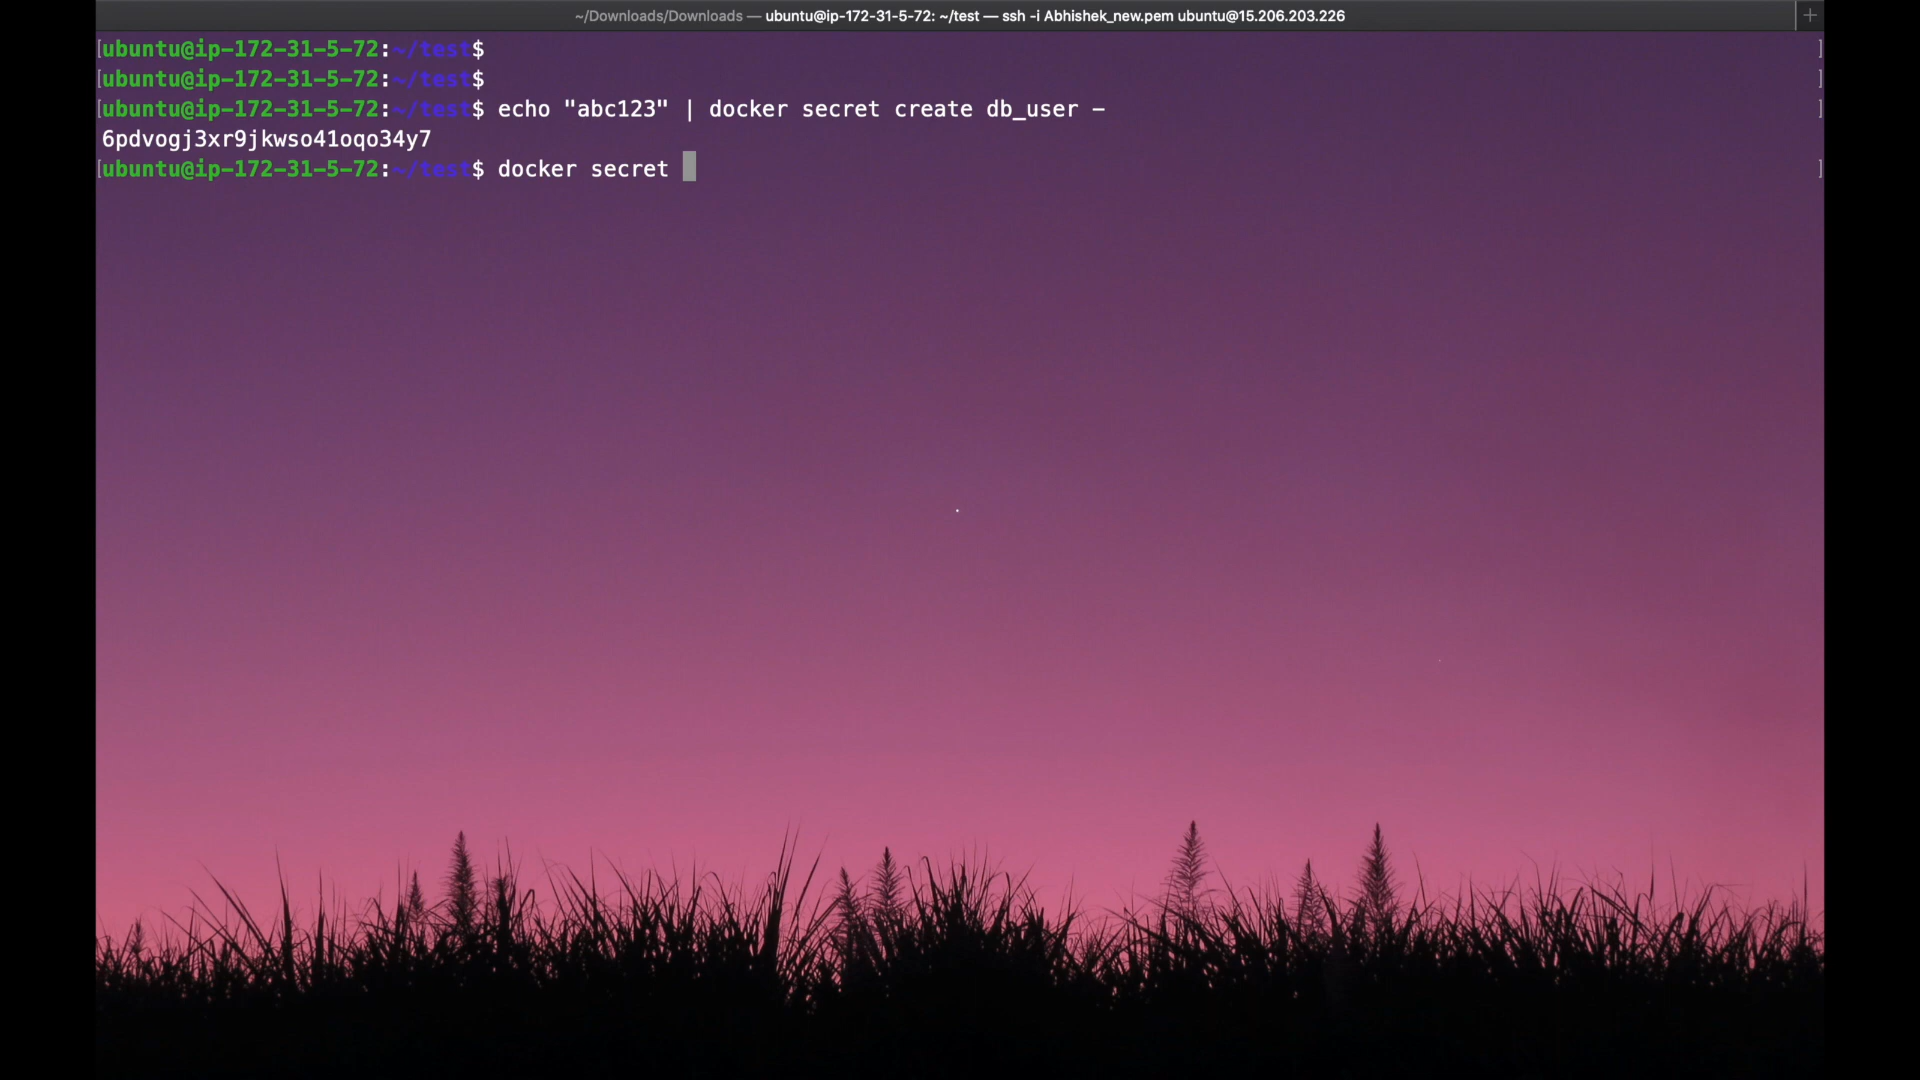 ~/Downloads/Downloads — ubuntu@ip-172-31-5-72: ~/test — ssh -i Abhishek_new.pem ubuntu@15.206.203.226
[ubuntu@ip-172-31-5-72:~/test$ ]
[ubuntu@ip-172-31-5-72:~/test$ ]
[ubuntu@ip-172-31-5-72:~/test$ echo "abc123" | docker secret create db_user - ]
6pdvogj3xr9jkwso41oqo34y7
[ubuntu@ip-172-31-5-72:~/test$ docker secret ]